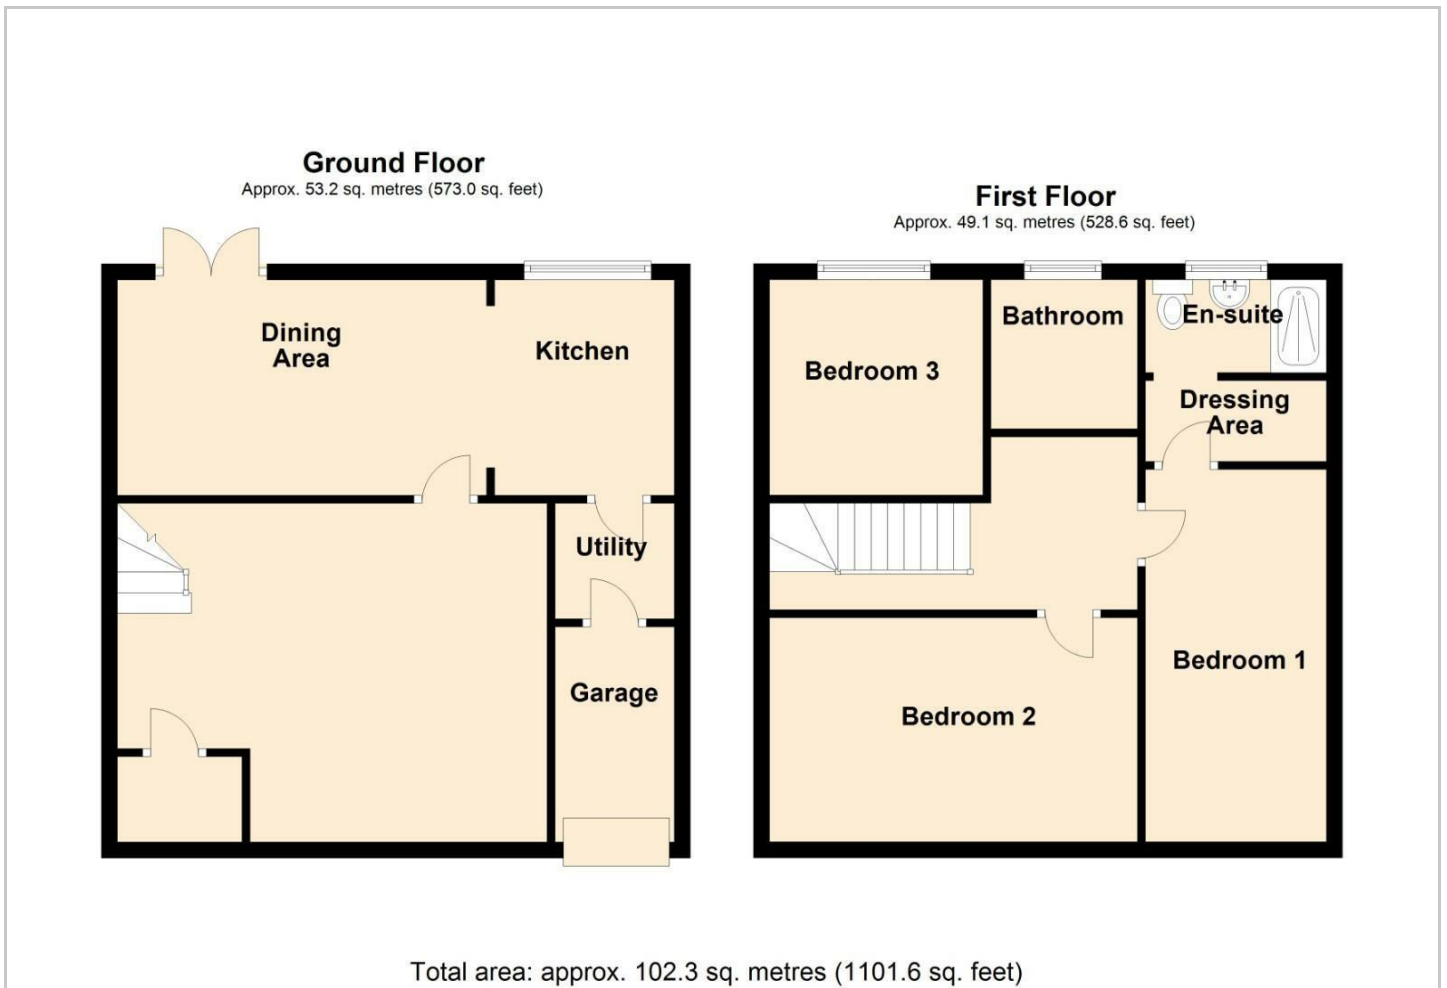 Ground Floor
Approx. 53.2 sq. metres (573.0 sq. feet)
Dining
Area
Kitchen
Utility
Garage
First Floor
Approx. 49.1 sq. metres (528.6 sq. feet)
Bedroom 3
Bathroom
En-suite
Dressing
Area
Bedroom 1
Bedroom 2
Total area: approx. 102.3 sq. metres (1101.6 sq. feet)